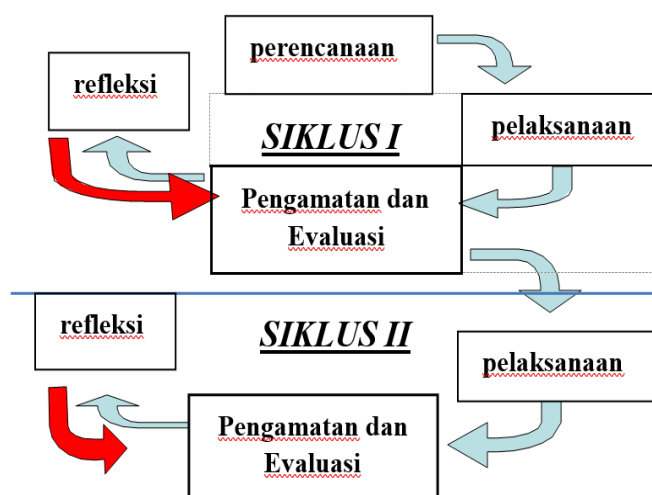 perencanaan
refleksi
SIKLUS I
pelaksanaan
Pengamatan dan
Evaluasi
refleksi
SIKLUS II
pelaksanaan
Pengamatan dan
Evaluasi